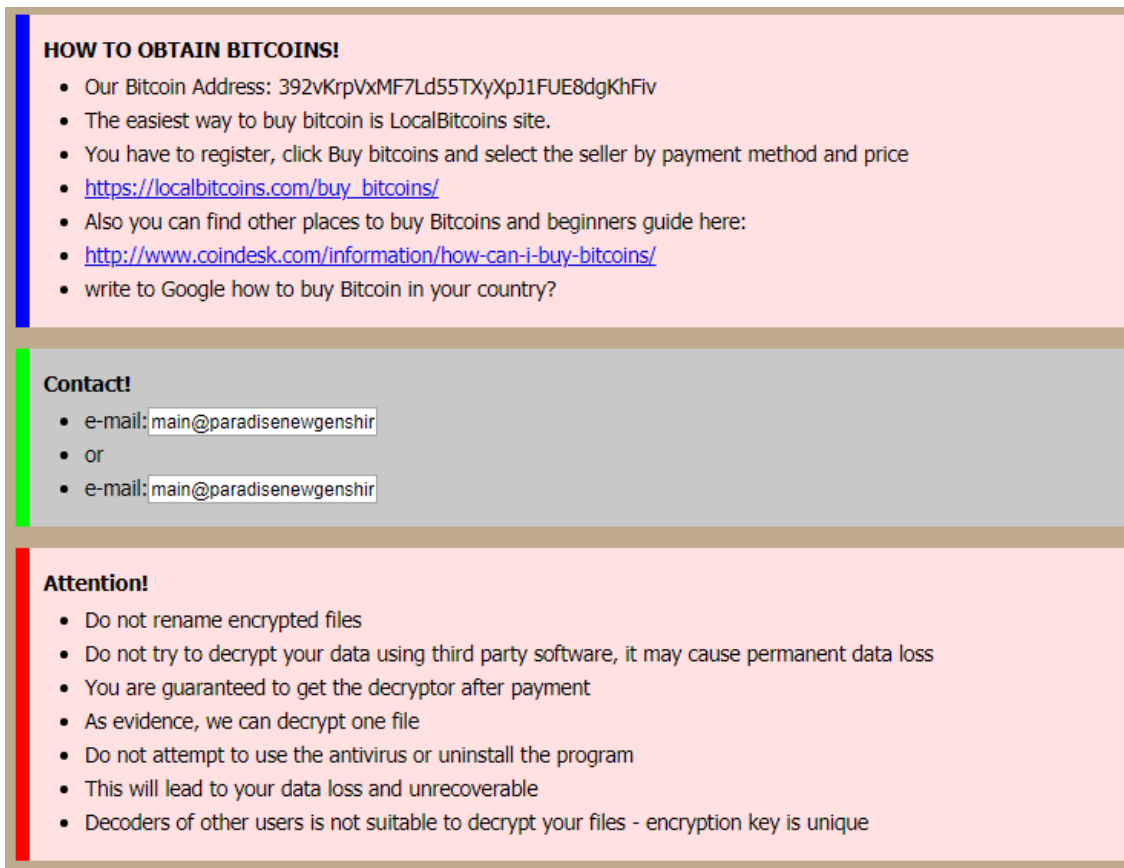 HOW TO OBTAIN BITCOINS!
Our Bitcoin Address: 392vKrpVxMF7Ld55TXyXpJ1FUE8dgKhFiv
The easiest way to buy bitcoin is LocalBitcoins site.
You have to register, click Buy bitcoins and select the seller by payment method and price
https://localbitcoins.com/buy_bitcoins/
Also you can find other places to buy Bitcoins and beginners guide here:
http://www.coindesk.com/information/how-can-i-buy-bitcoins/
write to Google how to buy Bitcoin in your country?
Contact!
e-mail: main@paradisenewgenshir
or
e-mail: main@paradisenewgenshir
Attention!
Do not rename encrypted files
Do not try to decrypt your data using third party software, it may cause permanent data loss
You are guaranteed to get the decryptor after payment
As evidence, we can decrypt one file
Do not attempt to use the antivirus or uninstall the program
This will lead to your data loss and unrecoverable
Decoders of other users is not suitable to decrypt your files - encryption key is unique